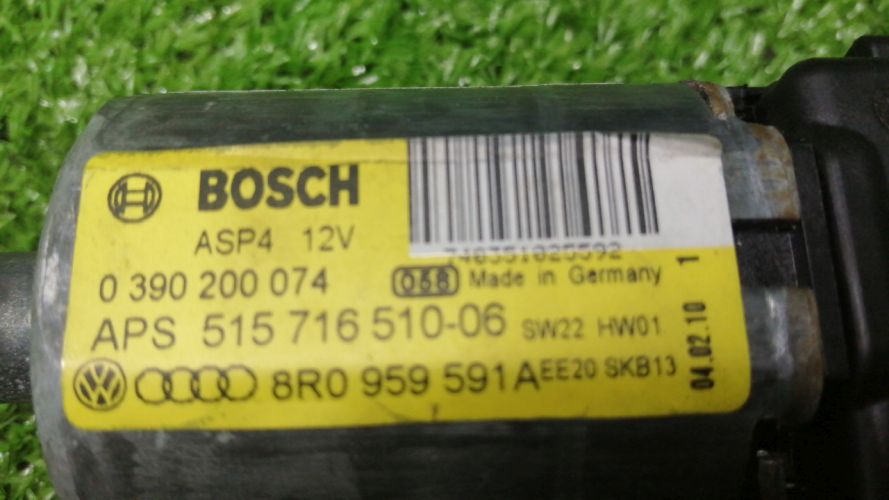 BOSCH
ASP4 12V
740351025592
0 390 200 074 068 Made in Germany
APS 515 716 510-06 SW22 HW01
8R0 959 591A EE20 SKB13
04.02.10 1